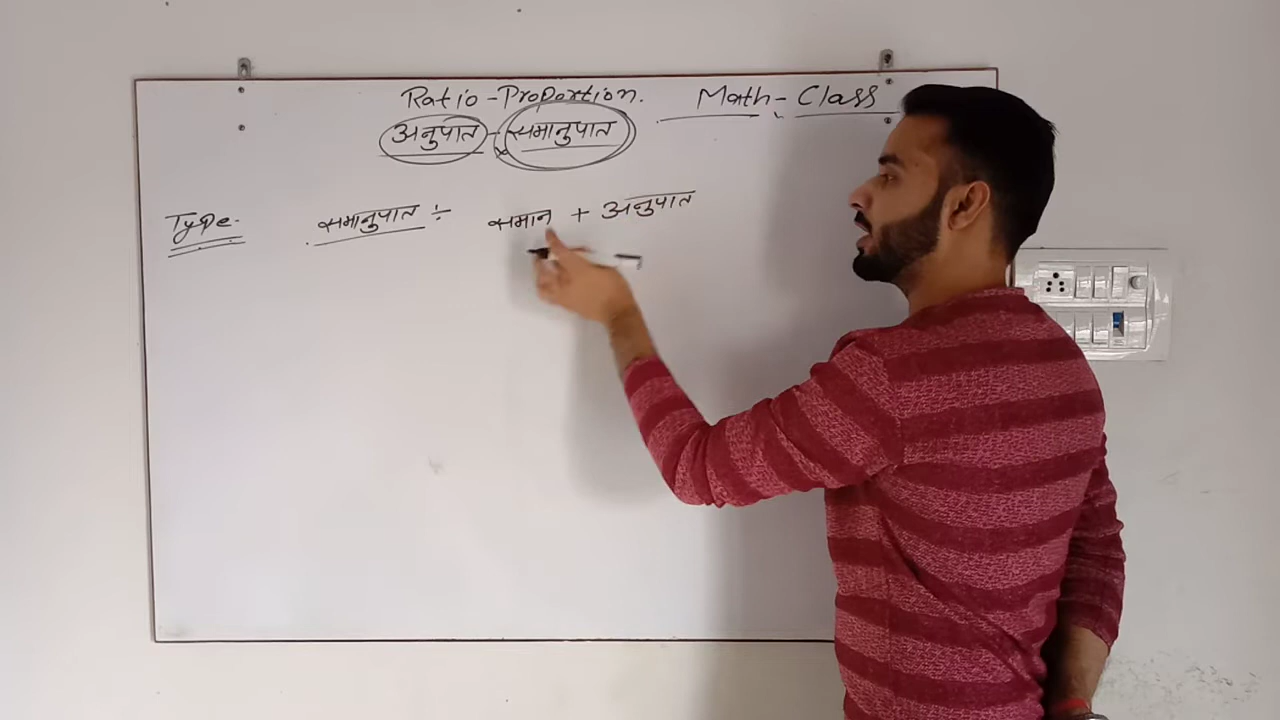 Ratio-Proportion. Math-Class
अनुपात - समानुपात
Type. समानुपात ÷ समान + अनुपात